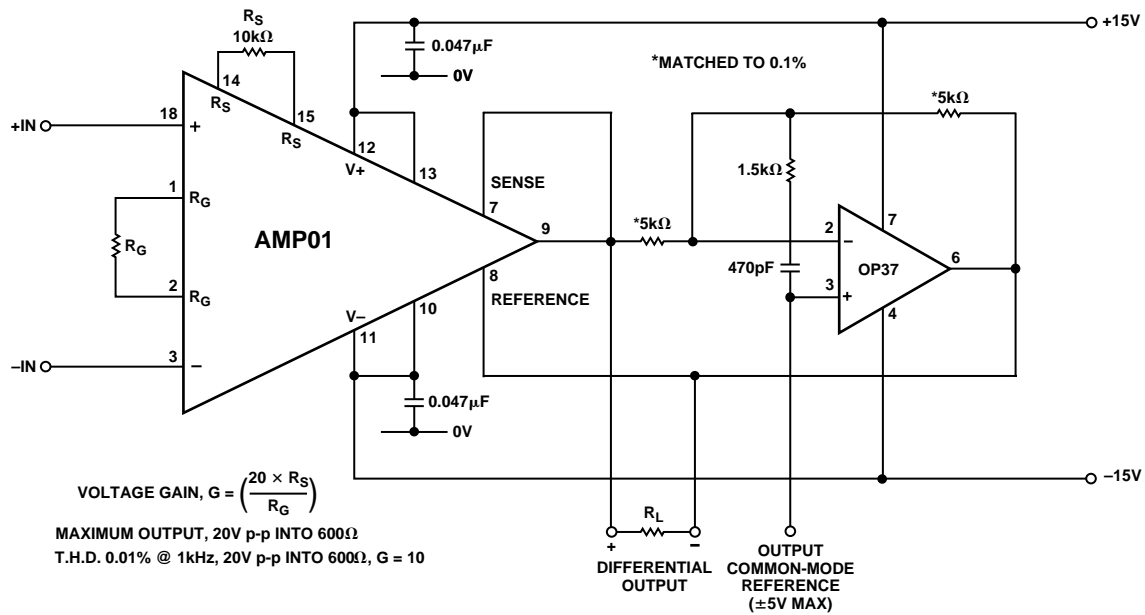 R_S
10kΩ
14
R_S
15
R_S
+IN
18
+
1
R_G
R_G
2
R_G
–IN
3
–
AMP01
V+
12
13
0.047μF
0V
SENSE
7
9
8
REFERENCE
V–
11
10
0.047μF
0V
*MATCHED TO 0.1%
+15V
*5kΩ
1.5kΩ
*5kΩ
470pF
2
–
3
+
OP37
7
6
4
–15V
VOLTAGE GAIN, G = (20 × R_S / R_G)
MAXIMUM OUTPUT, 20V p-p INTO 600Ω
T.H.D. 0.01% @ 1kHz, 20V p-p INTO 600Ω, G = 10
R_L
+
–
DIFFERENTIAL
OUTPUT
OUTPUT
COMMON-MODE
REFERENCE
(±5V MAX)